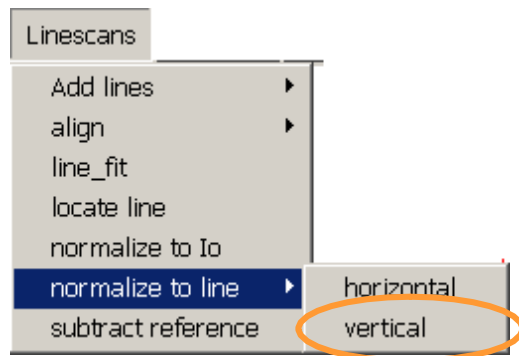 Linescans
Add lines
align
line_fit
locate line
normalize to Io
normalize to line
horizontal
subtract reference
vertical